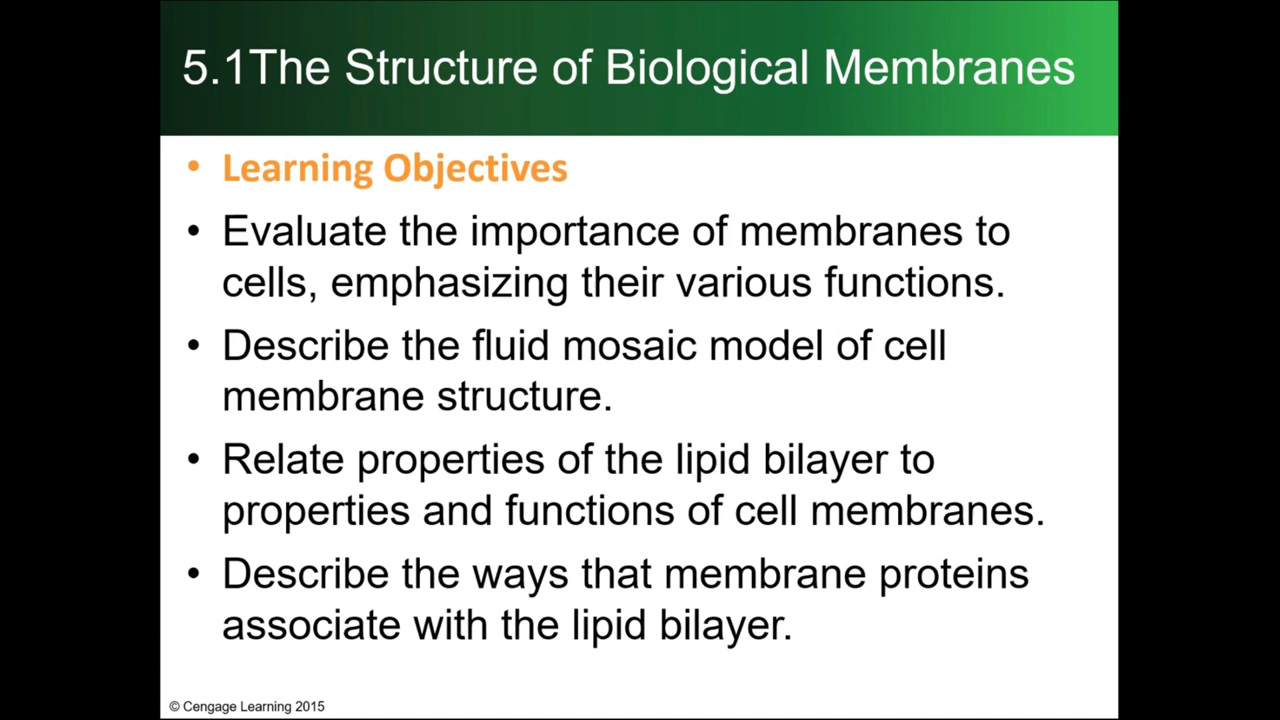 5.1The Structure of Biological Membranes
• Learning Objectives
• Evaluate the importance of membranes to
cells, emphasizing their various functions.
• Describe the fluid mosaic model of cell
membrane structure.
• Relate properties of the lipid bilayer to
properties and functions of cell membranes.
• Describe the ways that membrane proteins
associate with the lipid bilayer.
© Cengage Learning 2015